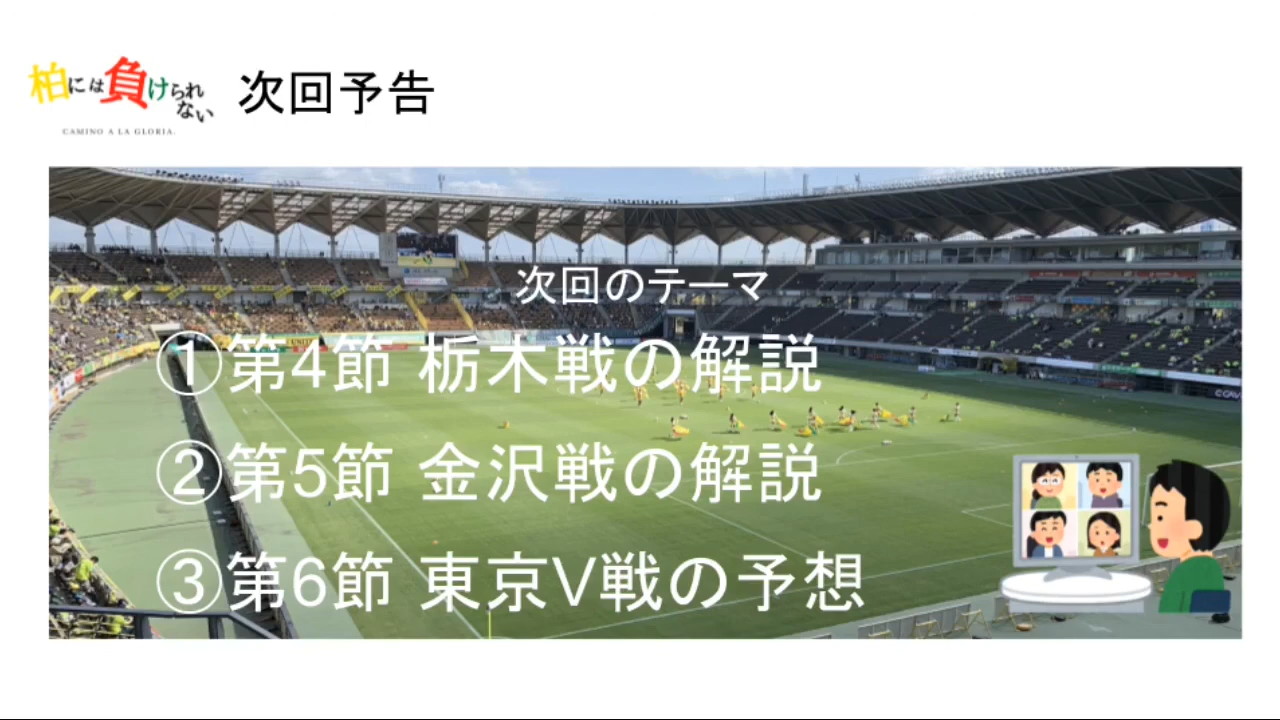 柏には負けられない
CAMINO A LA GLORIA.
次回予告
次回のテーマ
①第4節 栃木戦の解説
②第5節 金沢戦の解説
③第6節 東京V戦の予想